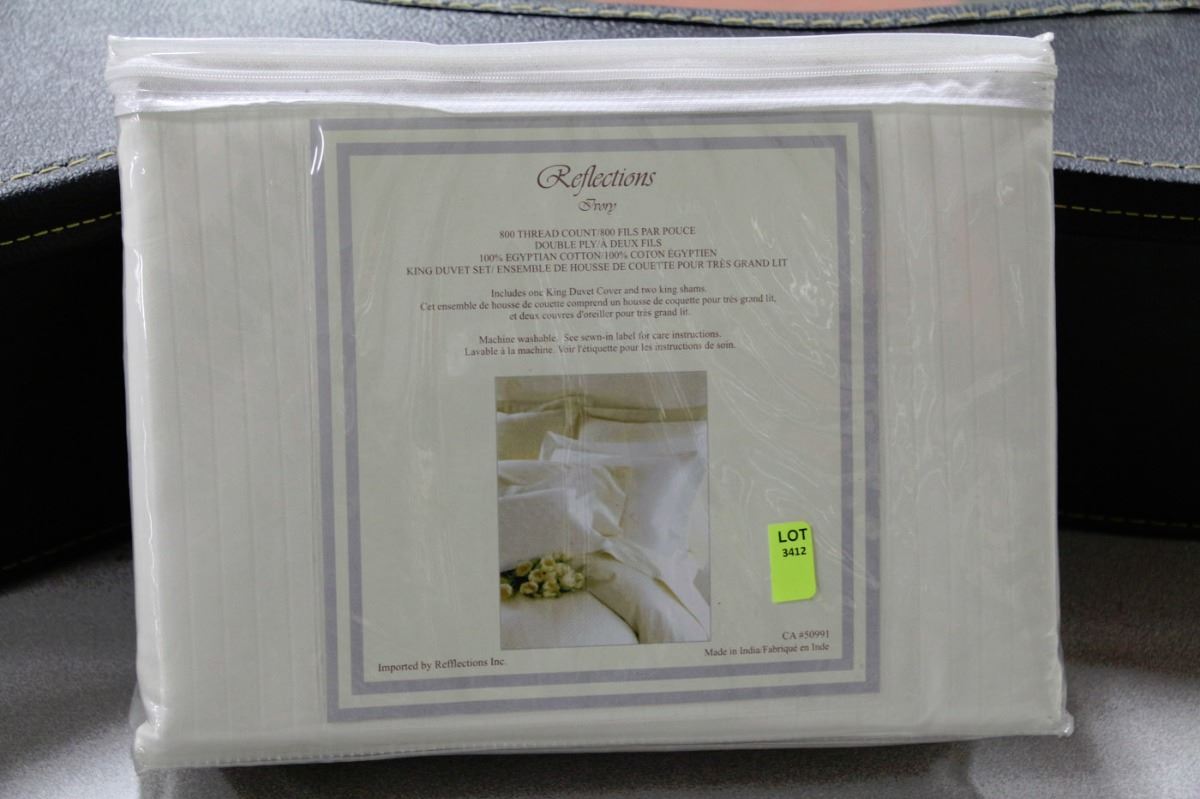 Reflections
Ivory
800 THREAD COUNT/800 FILS PAR POUCE
DOUBLE PLY/À DEUX FILS
100% EGYPTIAN COTTON/100% COTON ÉGYPTIEN
KING DUVET SET/ ENSEMBLE DE HOUSSE DE COUETTE POUR TRÈS GRAND LIT
Includes one King Duvet Cover and two king shams.
Cet ensemble de housse de couette comprend un housse de coquette pour très grand lit,
et deux couvres d'oreiller pour très grand lit.
Machine washable. See sewn-in label for care instructions.
Lavable à la machine. Voir l'étiquette pour les instructions de soin.
LOT
3412
CA #50991
Made in India/Fabriqué en Inde
Imported by Refflections Inc.